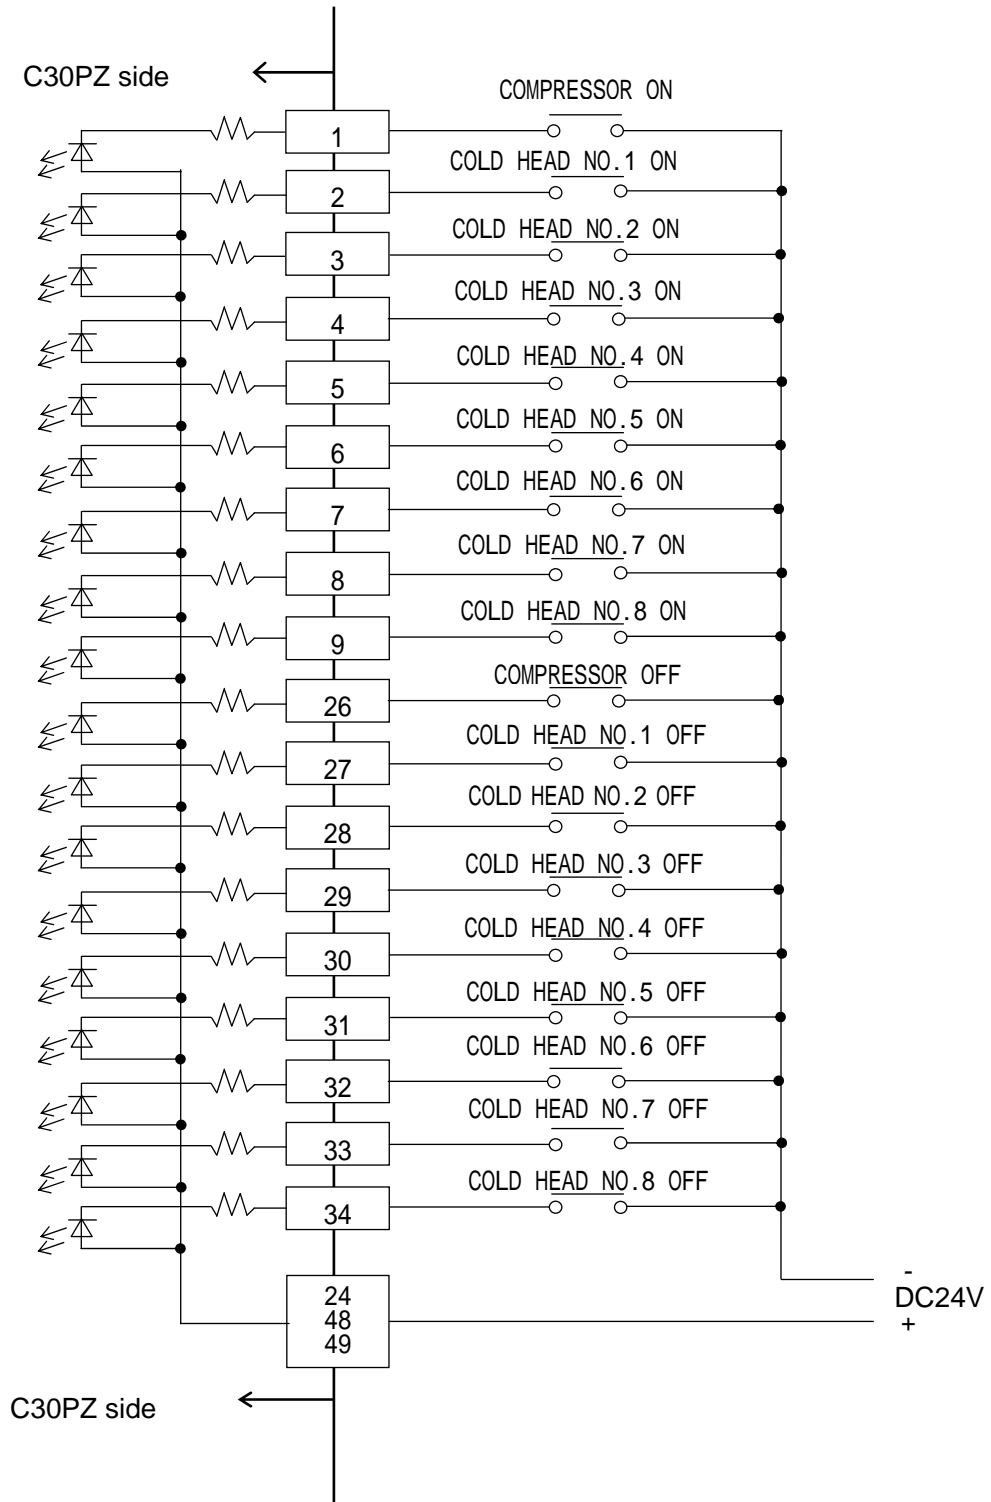 C30PZ side
COMPRESSOR ON
1
COLD HEAD NO.1 ON
2
COLD HEAD NO.2 ON
3
COLD HEAD NO.3 ON
4
COLD HEAD NO.4 ON
5
COLD HEAD NO.5 ON
6
COLD HEAD NO.6 ON
7
COLD HEAD NO.7 ON
8
COLD HEAD NO.8 ON
9
COMPRESSOR OFF
26
COLD HEAD NO.1 OFF
27
COLD HEAD NO.2 OFF
28
COLD HEAD NO.3 OFF
29
COLD HEAD NO.4 OFF
30
COLD HEAD NO.5 OFF
31
COLD HEAD NO.6 OFF
32
COLD HEAD NO.7 OFF
33
COLD HEAD NO.8 OFF
34
-
DC24V
+
24
48
49
C30PZ side